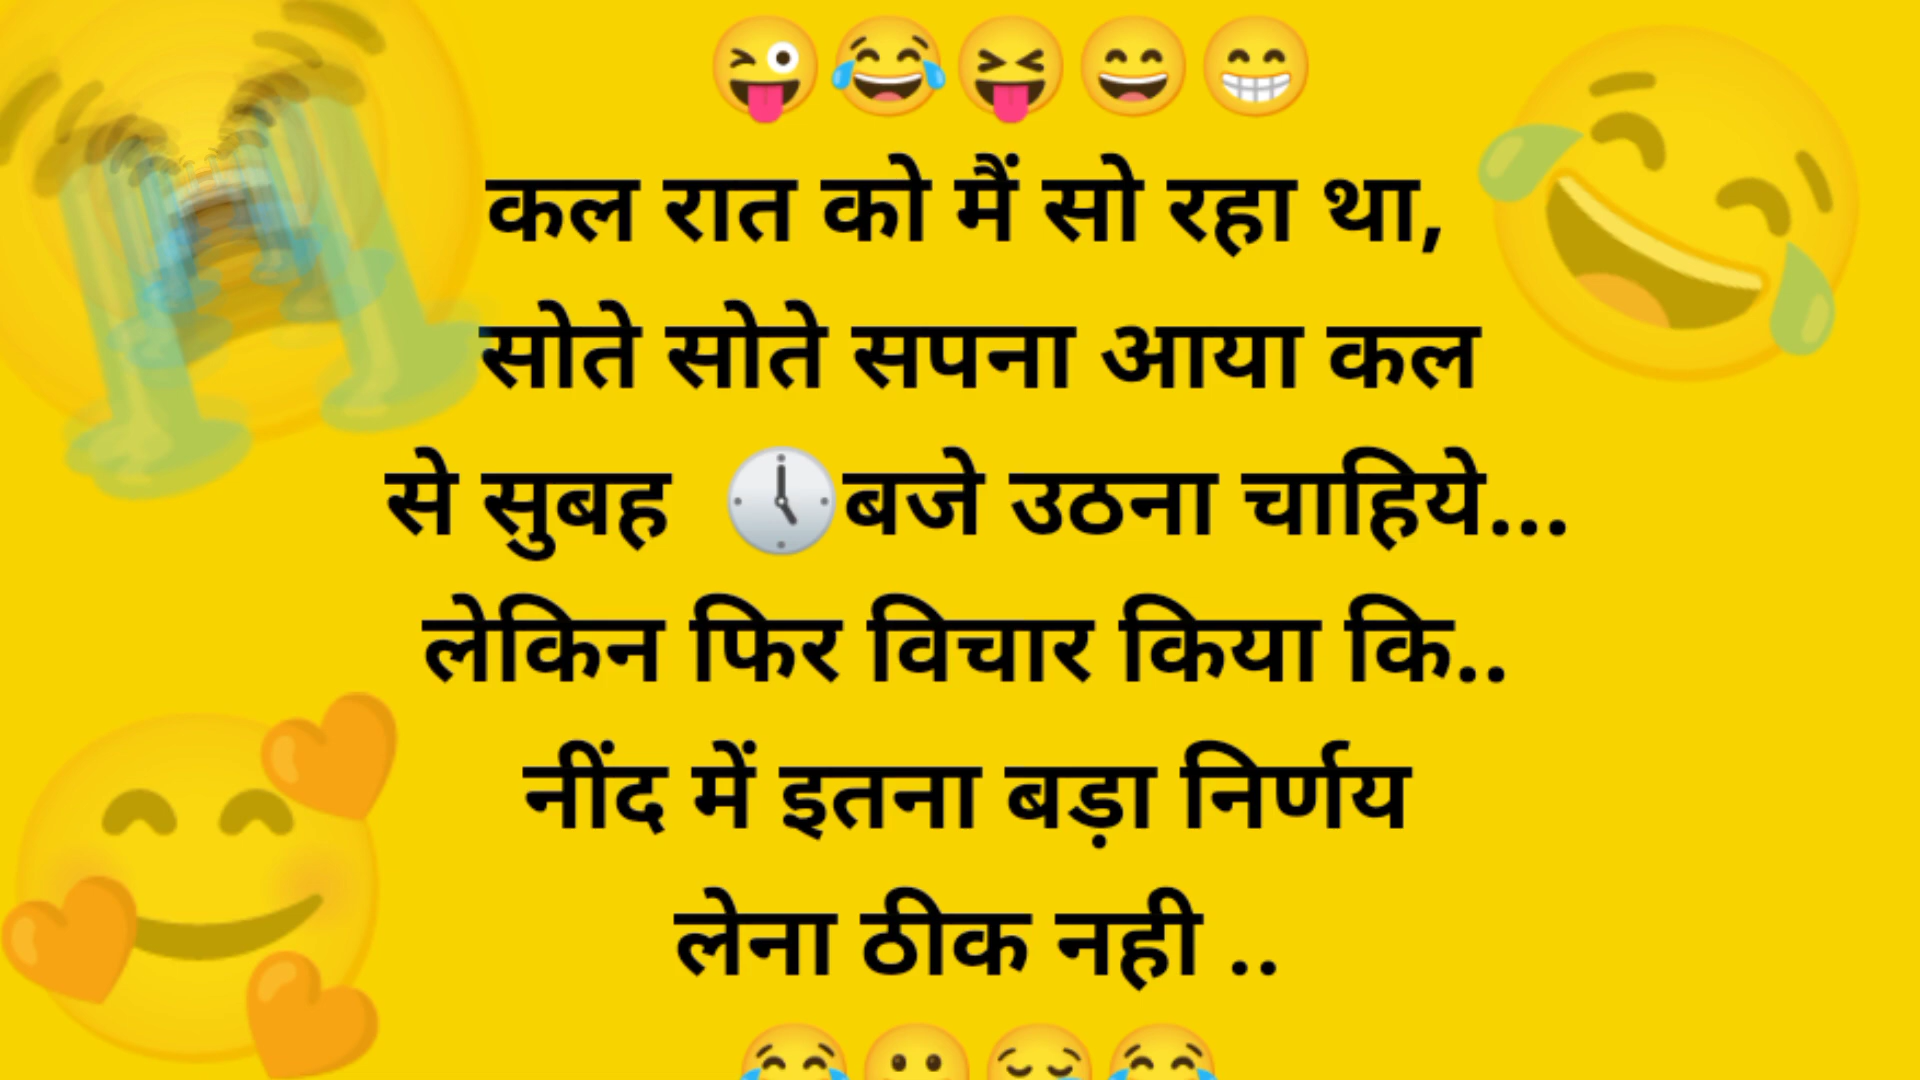 😜😂😝😄😁
कल रात को मैं सो रहा था,
सोते सोते सपना आया कल
से सुबह 🕔बजे उठना चाहिये...
लेकिन फिर विचार किया कि..
नींद में इतना बड़ा निर्णय
लेना ठीक नही ..